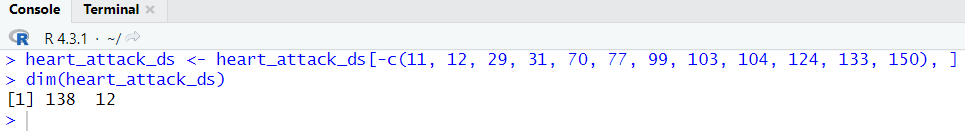 Console Terminal ×
R R 4.3.1 · ~/
> heart_attack_ds <- heart_attack_ds[-c(11, 12, 29, 31, 70, 77, 99, 103, 104, 124, 133, 150), ]
> dim(heart_attack_ds)
[1] 138  12
>